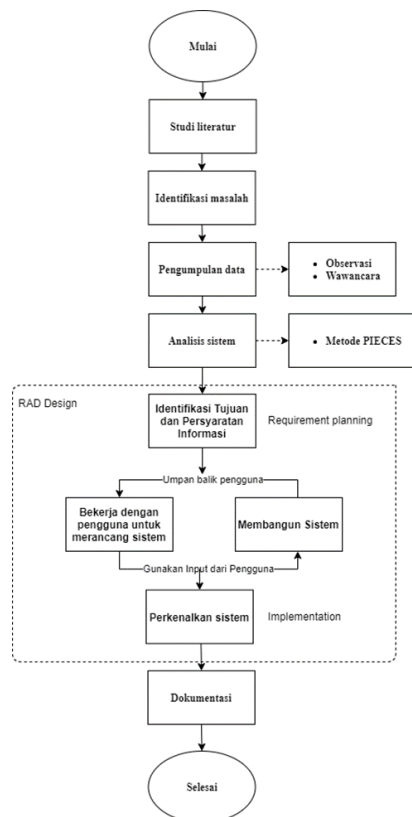 Mulai
Studi literatur
Identifikasi masalah
Pengumpulan data
• Observasi
• Wawancara
Analisis sistem
• Metode PIECES
RAD Design
Identifikasi Tujuan
dan Persyaratan
Informasi
Requirement planning
Umpan balik pengguna
Bekerja dengan
pengguna untuk
merancang sistem
Membangun Sistem
Gunakan Input dari Pengguna
Perkenalkan sistem
Implementation
Dokumentasi
Selesai